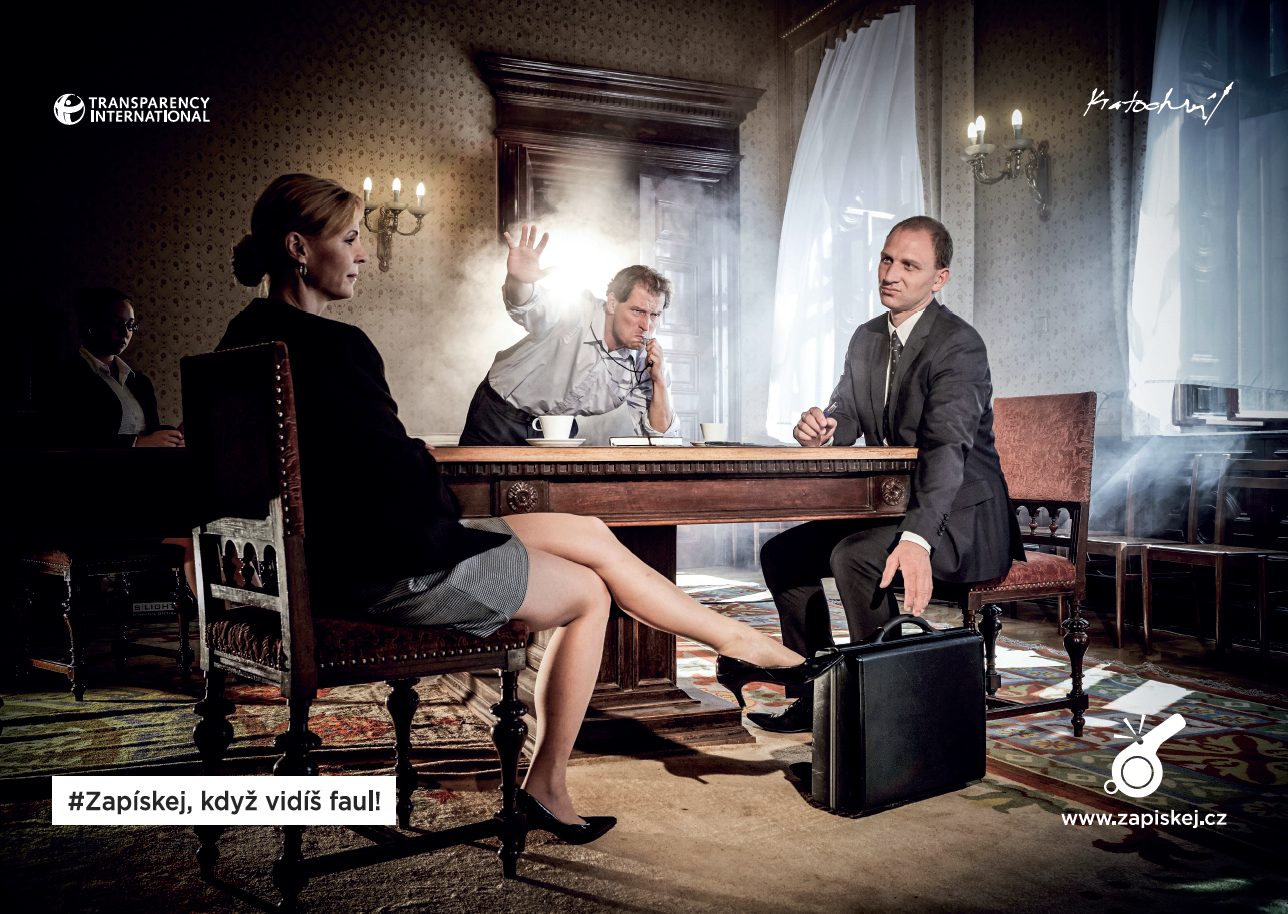 TRANSPARENCY
INTERNATIONAL
Kratochvíl
#Zapískej, když vidíš faul!
www.zapiskej.cz